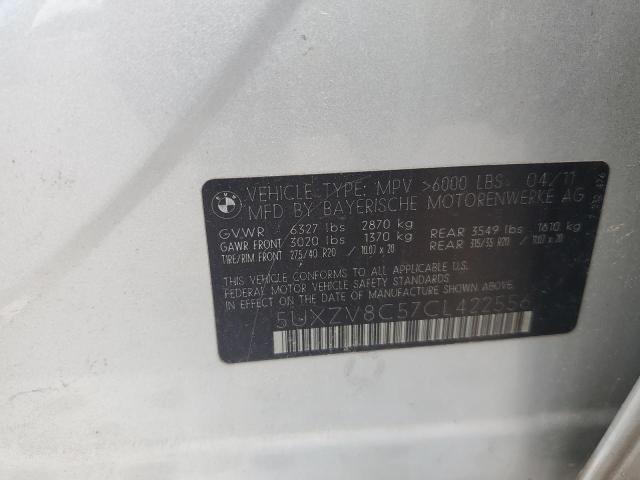 VEHICLE TYPE: MPV >6000 LBS 04/11
MFD BY BAYERISCHE MOTORENWERKE AG
GVWR 6327 lbs 2870 kg
GAWR FRONT 3020 lbs 1370 kg REAR 3549 lbs 1610 kg
TIRE/RIM FRONT 275/40 R20 / 10.0J x 20 REAR 315/35 R20 / 11.0J x 20
THIS VEHICLE CONFORMS TO ALL APPLICABLE U.S.
FEDERAL MOTOR VEHICLE SAFETY STANDARDS
IN EFFECT ON THE DATE OF MANUFACTURE SHOWN ABOVE.
5UXZV8C57CL422556